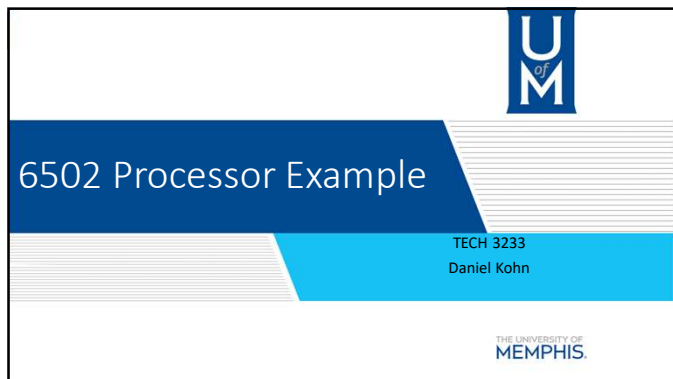 U
of
M
6502 Processor Example
TECH 3233
Daniel Kohn
THE UNIVERSITY OF
MEMPHIS.